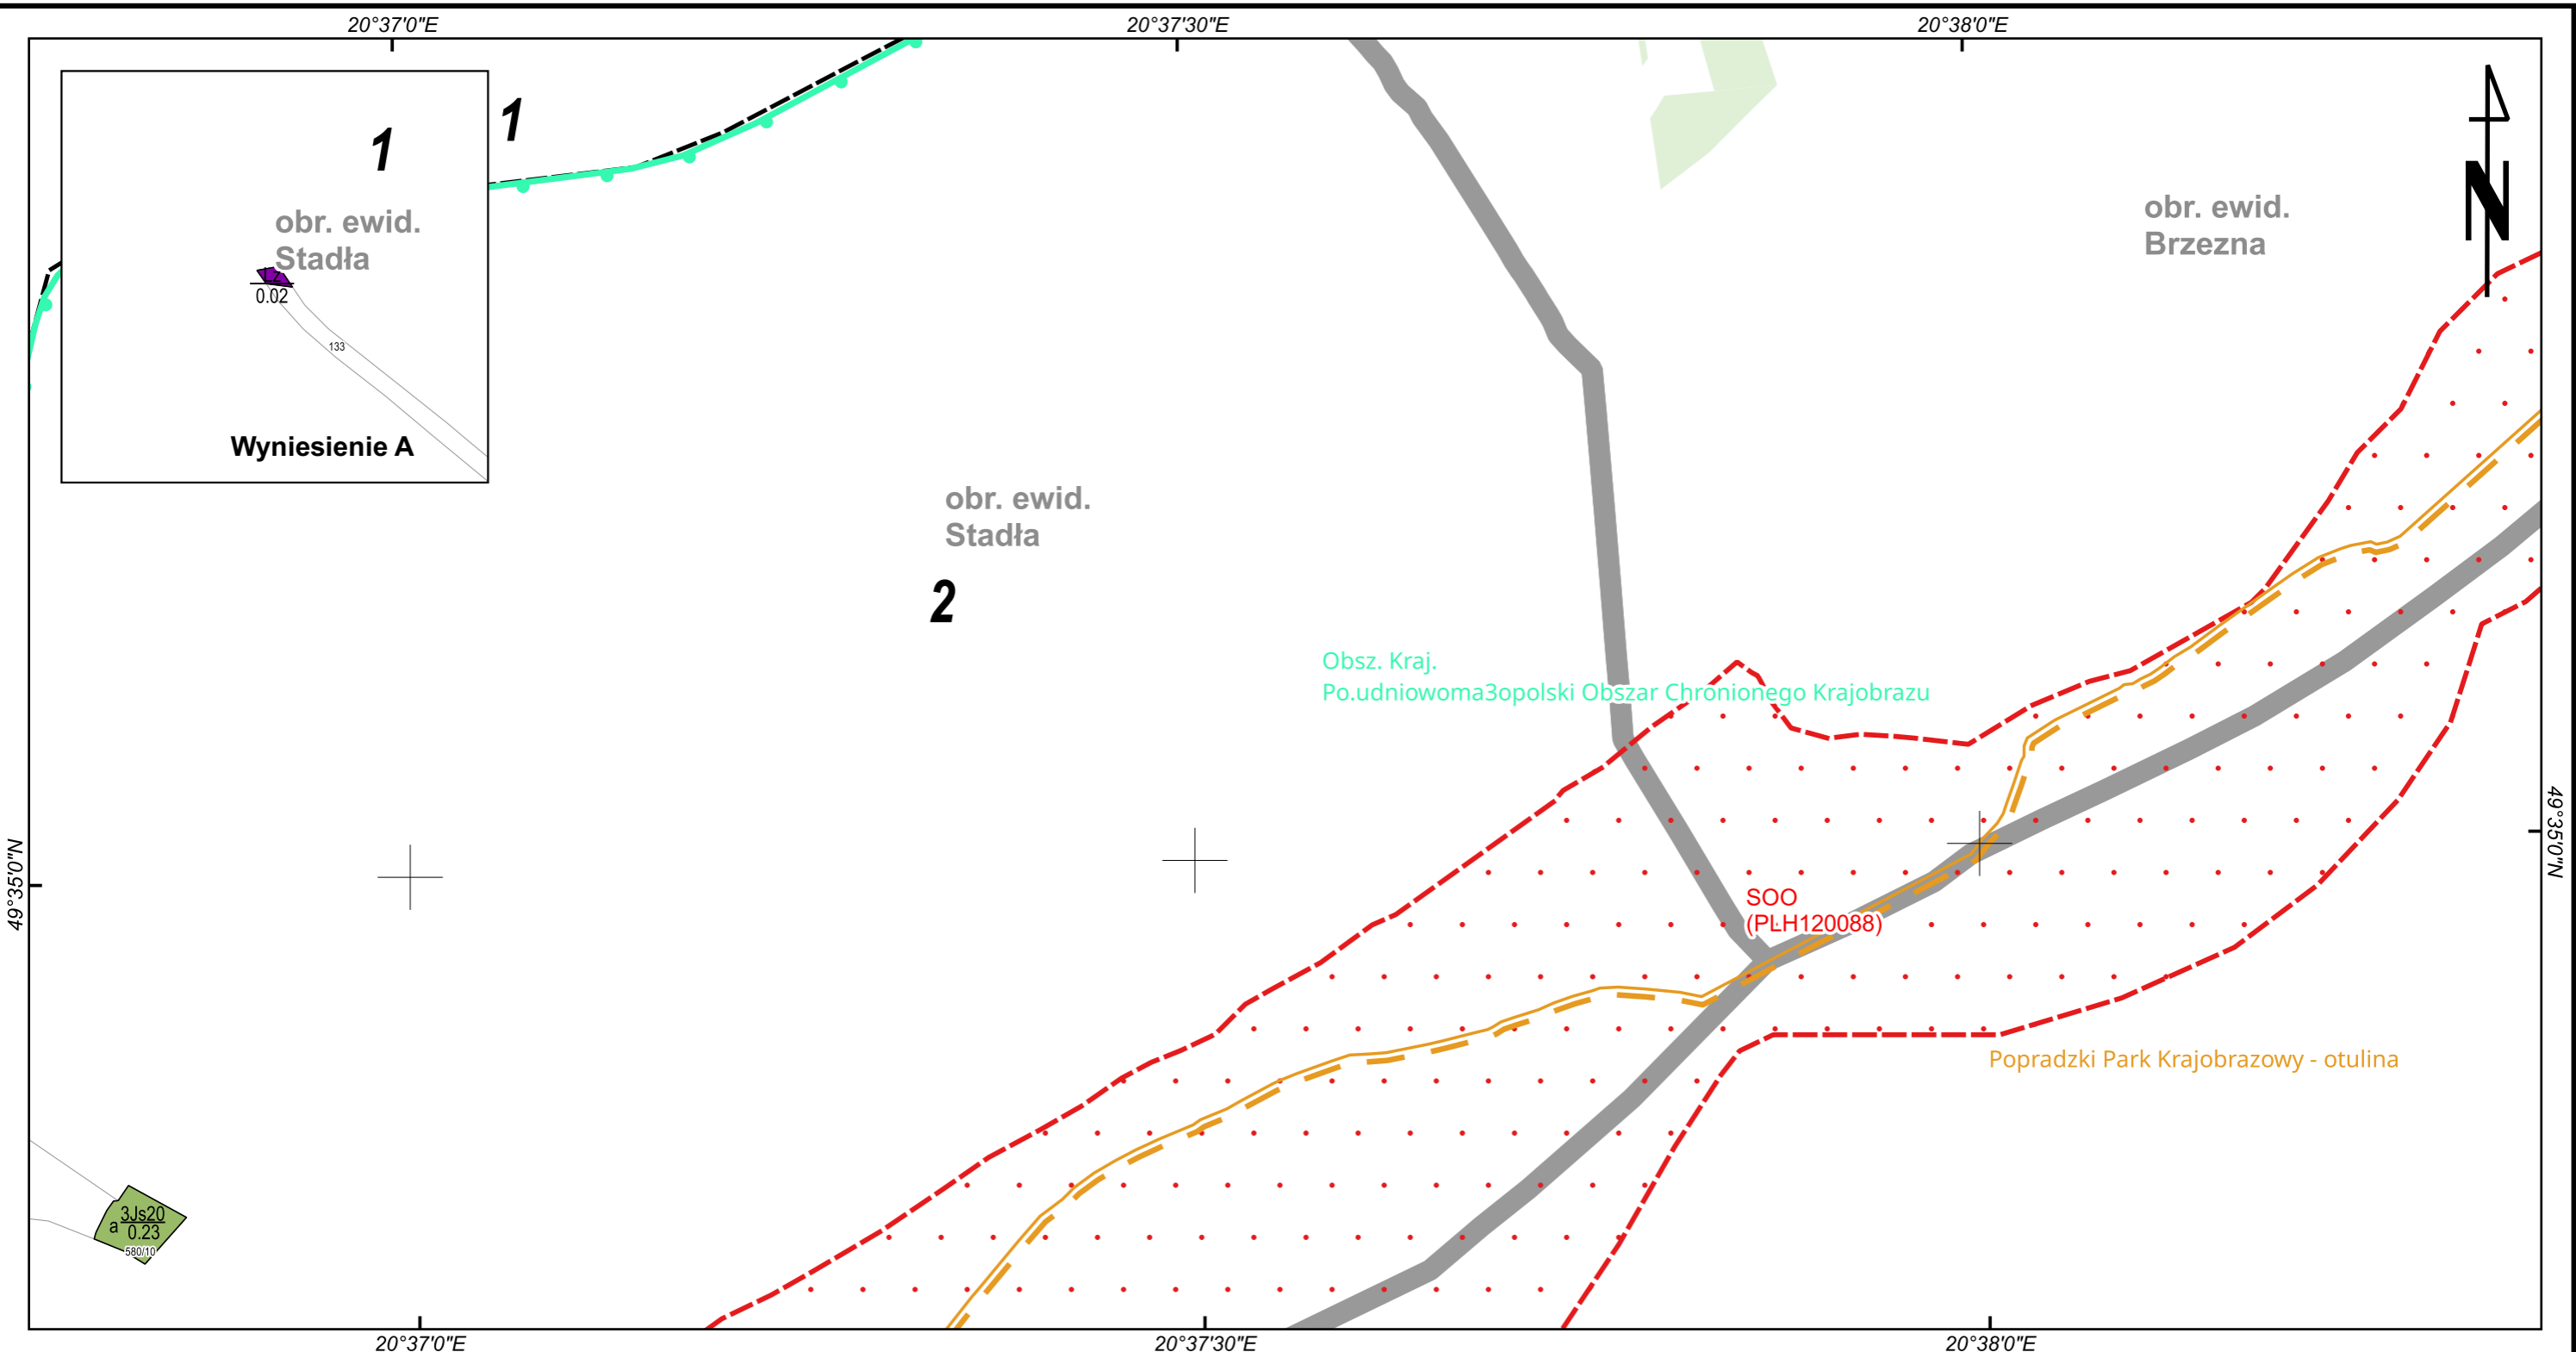 20°37'0"E
20°37'30"E
20°38'0"E
1
1
obr. ewid.
Stadła
0.02
133
Wyniesienie A
N
obr. ewid.
Brzezna
obr. ewid.
Stadła
2
Obsz. Kraj.
Po.udniowoma3opolski Obszar Chronionego Krajobrazu
49°35'0"N
49°35'0"N
SOO
(PLH120088)
Popradzki Park Krajobrazowy - otulina
a 3Js20
0.23
580/10
20°37'0"E
20°37'30"E
20°38'0"E